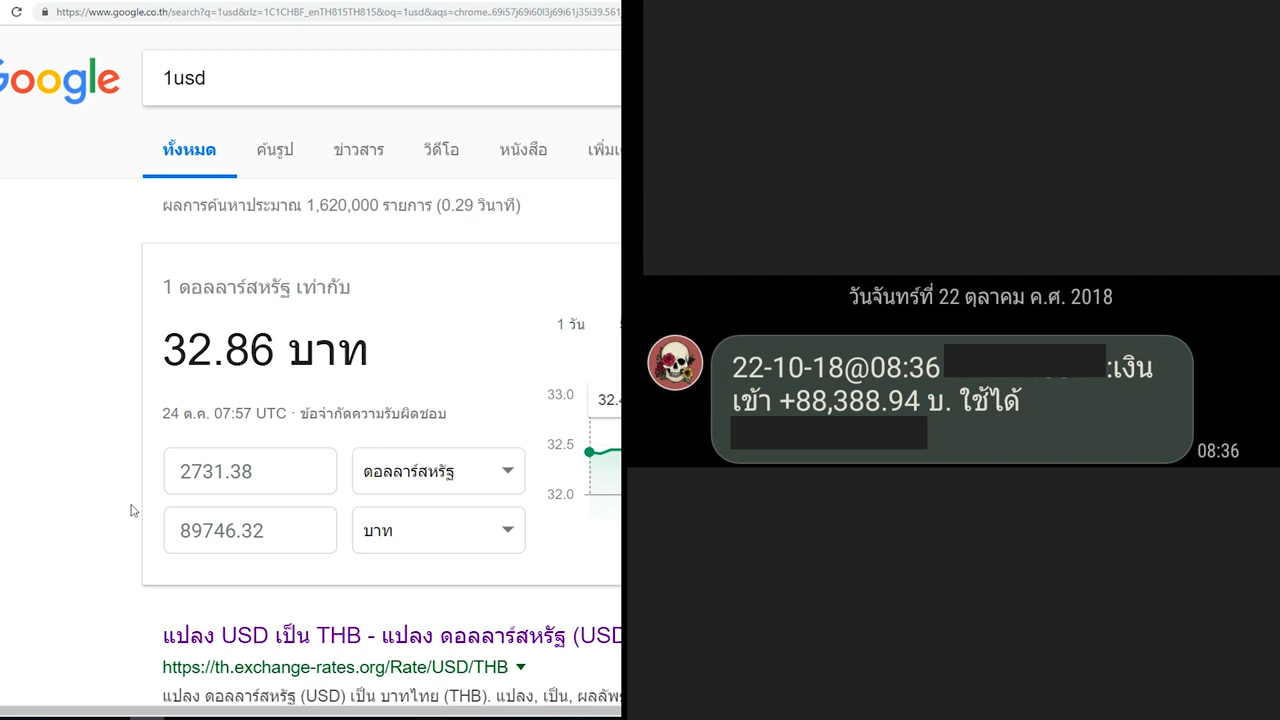 https://www.google.co.th/search?q=1usd&rlz=1C1CHBF_enTH815TH815&oq=1usd&aqs=chrome..69i57j69i60l3j69i61j35i39.561
Google
1usd
ทั้งหมด ค้นรูป ข่าวสาร วิดีโอ หนังสือ
ผลการค้นหาประมาณ 1,620,000 รายการ (0.29 วินาที)
1 ดอลลาร์สหรัฐ เท่ากับ
32.86 บาท
24 ต.ค. 07:57 UTC · ข้อจำกัดความรับผิดชอบ
1 วัน
33.0
32.5
32.0
2731.38 ดอลลาร์สหรัฐ
89746.32 บาท
แปลง USD เป็น THB - แปลง ดอลลาร์สหรัฐ (USD
https://th.exchange-rates.org/Rate/USD/THB
แปลง ดอลลาร์สหรัฐ (USD) เป็น บาทไทย (THB). แปลง, เป็น,
วันจันทร์ที่ 22 ตุลาคม ค.ศ. 2018
22-10-18@08:36 :เงิน
เข้า +88,388.94 บ. ใช้ได้
08:36